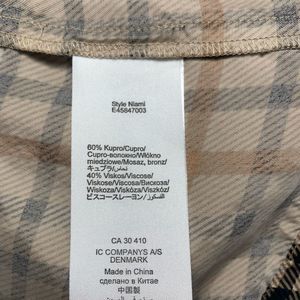 Style Niami
E45847003
60% Kupro/Cupro/
Cupro-волокно/Włókno
miedziowe/Mosaz, bronz/
キュプラ/
40% Viskos/Viscose/
Viskose/Viscosa/Вискоза/
Wiskoza/Viskoza/Viszkóz/
ビスコースレーヨン/
CA 30 410
IC COMPANYS A/S
DENMARK
Made in China
сделано в Китае
中国製